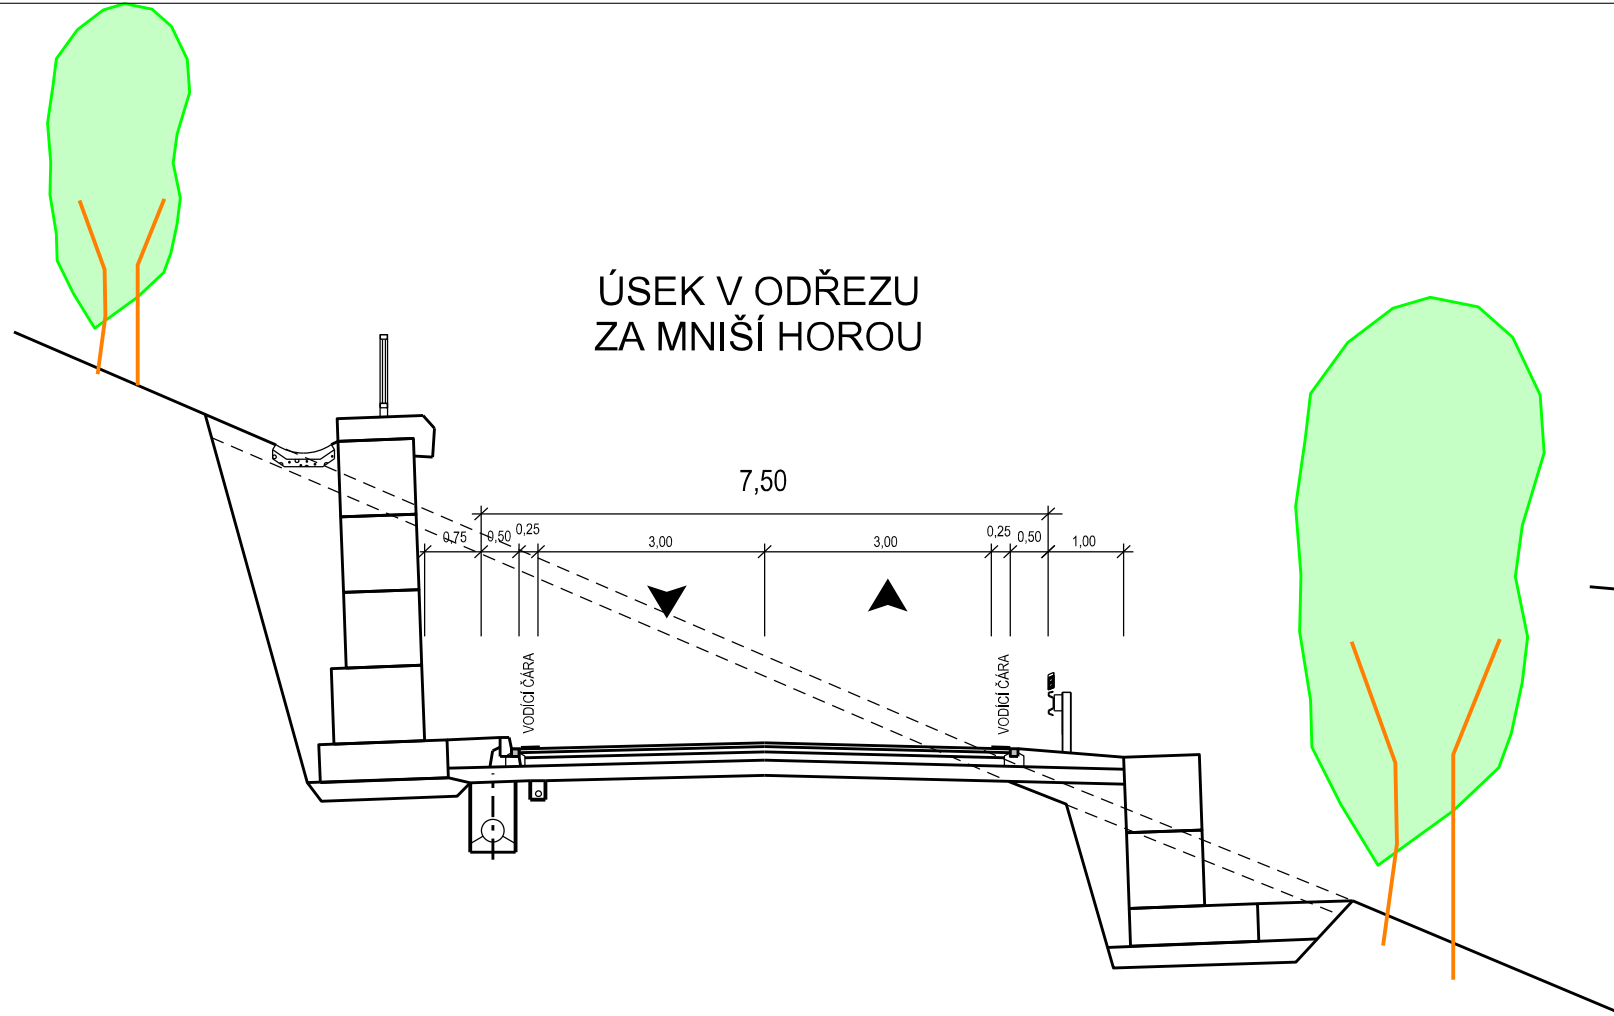 ÚSEK V ODŘEZU
ZA MNIŠÍ HOROU
7,50
0,75 0,50 0,25 3,00 3,00 0,25 0,50 1,00
VODÍCÍ ČÁRA
VODÍCÍ ČÁRA